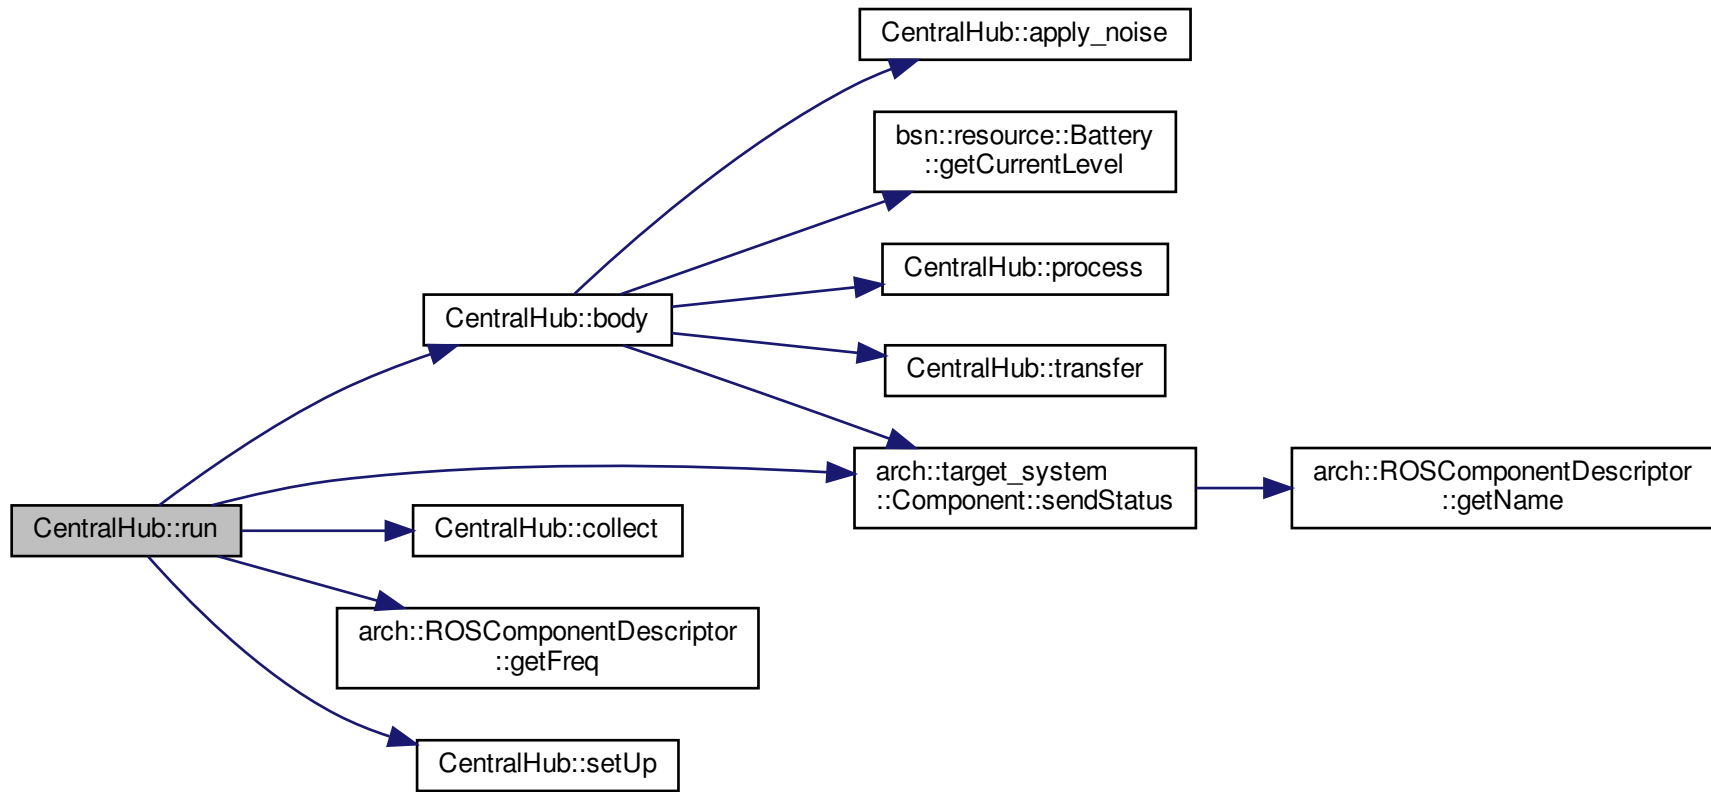 CentralHub::apply_noise
bsn::resource::Battery
::getCurrentLevel
CentralHub::process
CentralHub::body
CentralHub::transfer
arch::target_system
::Component::sendStatus
arch::ROSComponentDescriptor
::getName
CentralHub::run
CentralHub::collect
arch::ROSComponentDescriptor
::getFreq
CentralHub::setUp